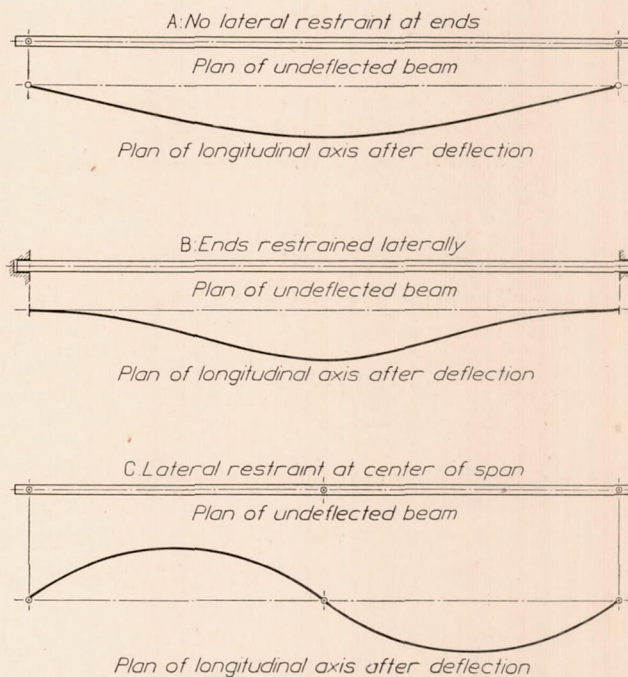 A: No lateral restraint at ends
Plan of undeflected beam
Plan of longitudinal axis after deflection
B: Ends restrained laterally
Plan of undeflected beam
Plan of longitudinal axis after deflection
C. Lateral restraint at center of span
Plan of undeflected beam
Plan of longitudinal axis after deflection